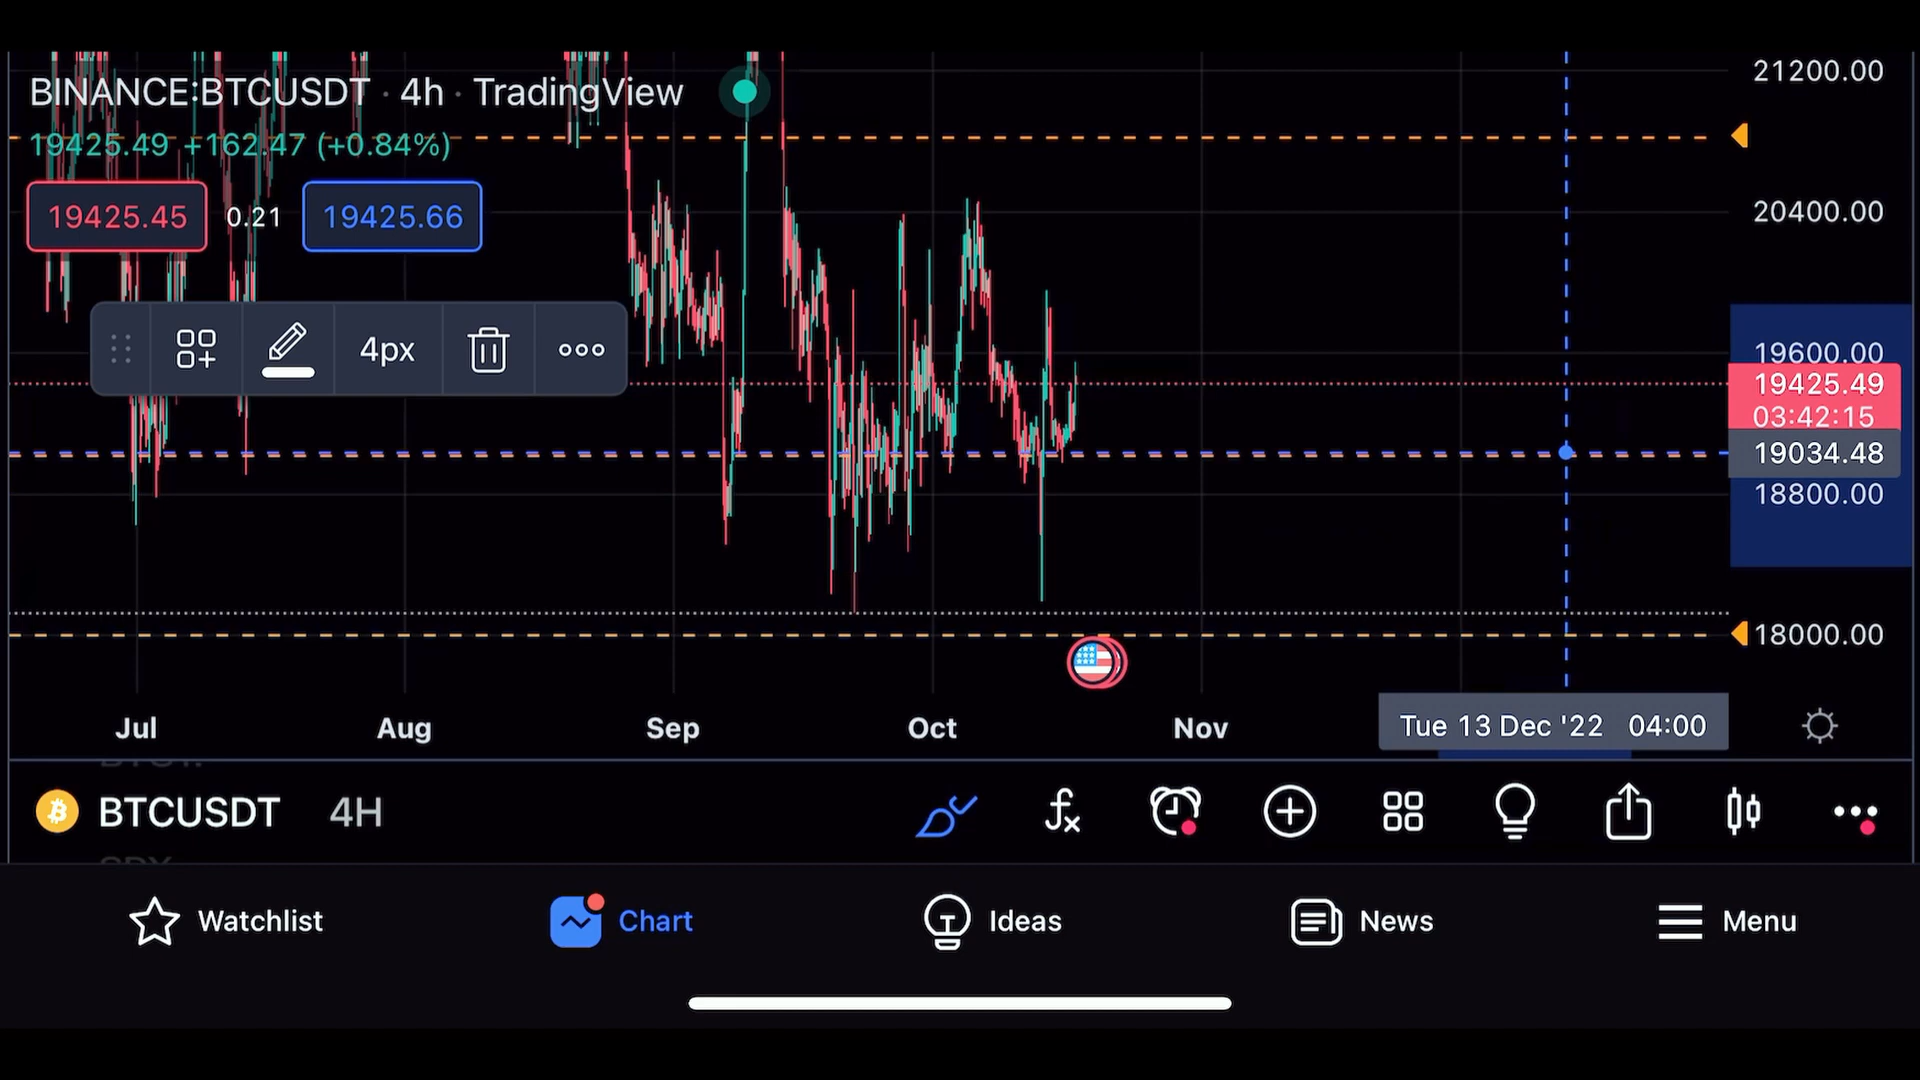 BINANCE:BTCUSDT · 4h · TradingView
19425.49 +162.47 (+0.84%)
19425.45 0.21 19425.66
4px
21200.00
20400.00
19600.00
19425.49
03:42:15
19034.48
18800.00
18000.00
Jul Aug Sep Oct Nov Tue 13 Dec '22 04:00
BTCUSDT 4H
Watchlist Chart Ideas News Menu